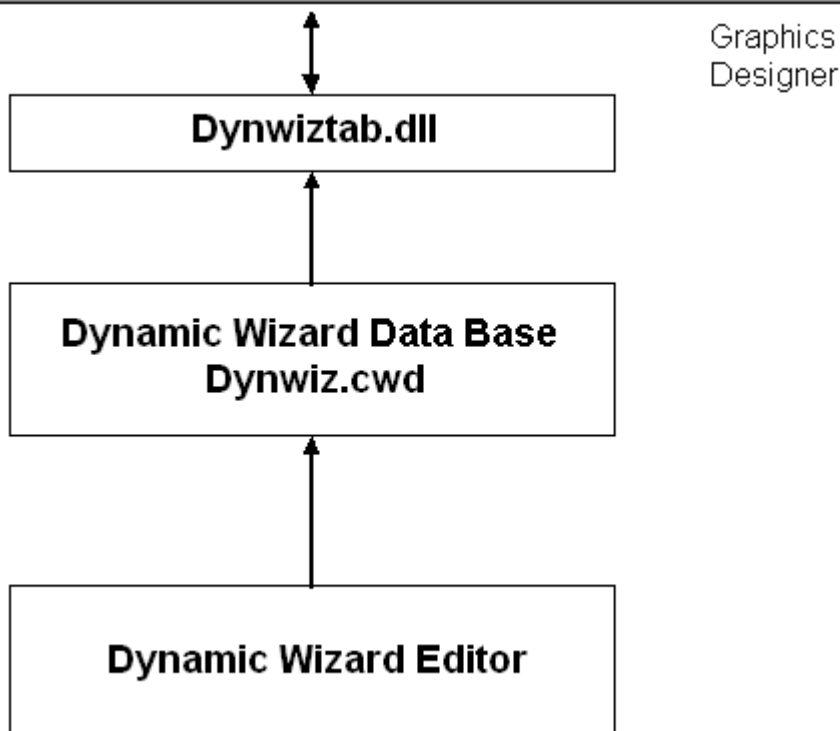 Graphics
Designer
Dynwiztab.dll
Dynamic Wizard Data Base
Dynwiz.cwd
Dynamic Wizard Editor